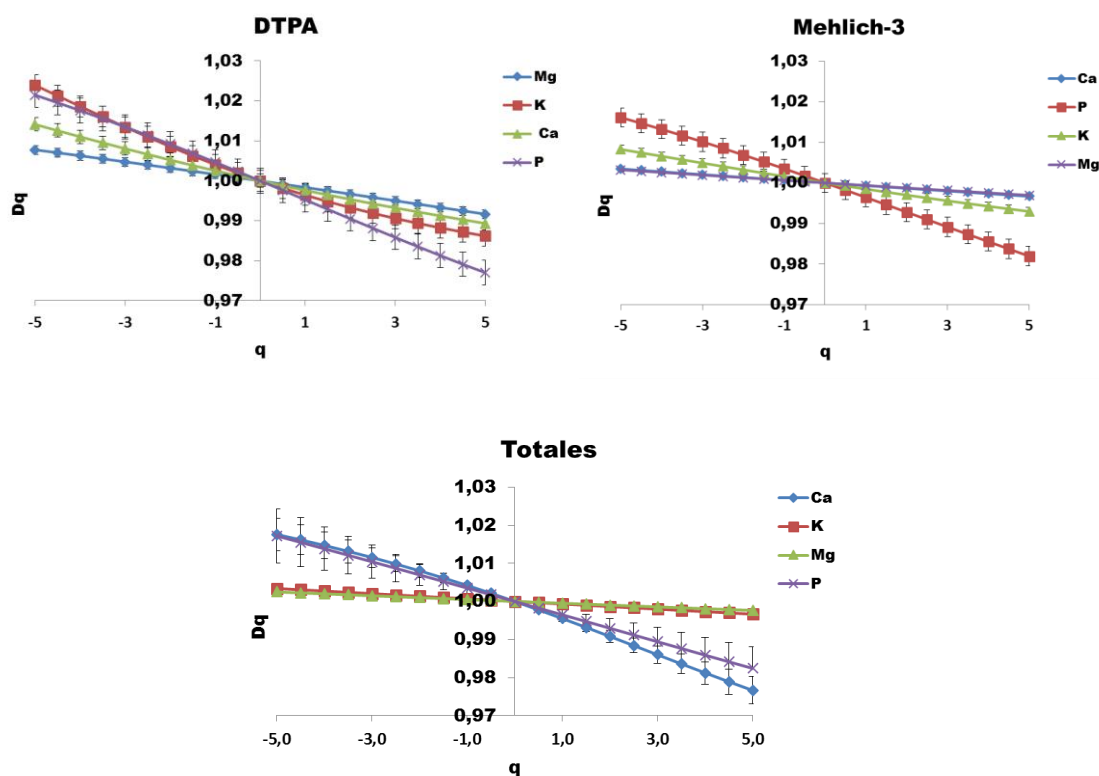 DTPA
1,03
1,02
1,01
1,00
0,99
0,98
0,97
Dq
-5
-3
-1
1
3
5
q
Mg
K
Ca
P
Mehlich-3
1,03
1,02
1,01
1,00
0,99
0,98
0,97
Dq
-5
-3
-1
1
3
5
q
Ca
P
K
Mg
Totales
1,03
1,02
1,01
1,00
0,99
0,98
0,97
Dq
-5,0
-3,0
-1,0
1,0
3,0
5,0
q
Ca
K
Mg
P